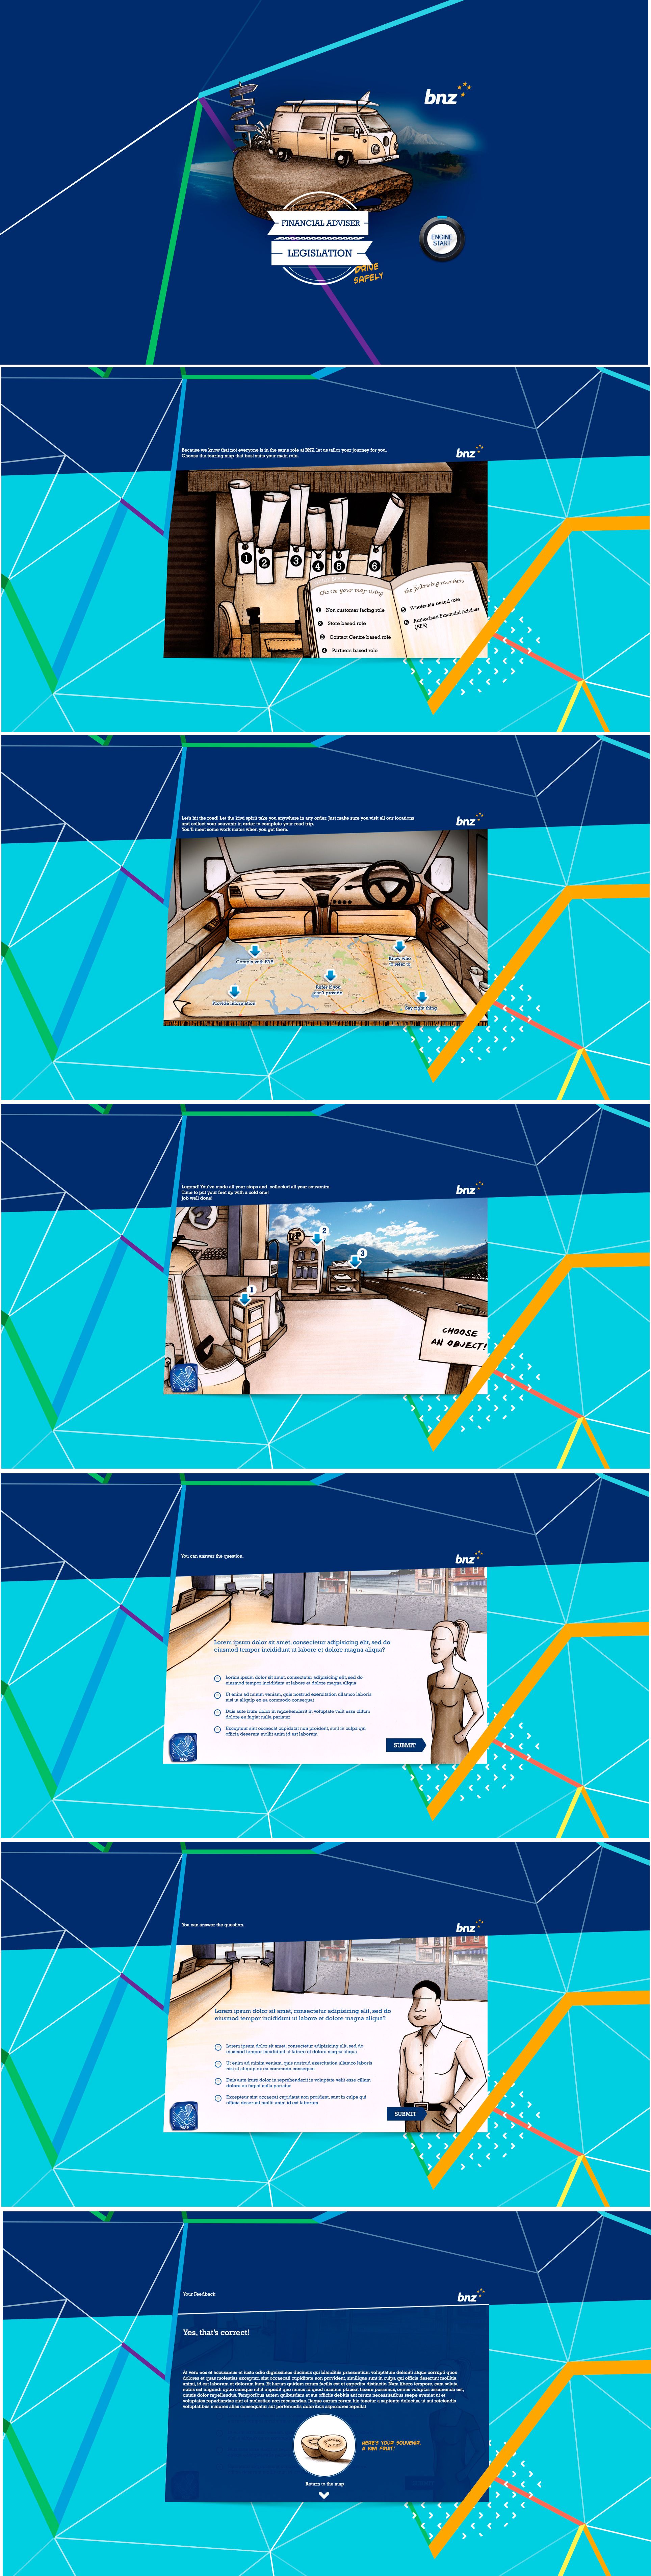 bnz
FINANCIAL ADVISER
LEGISLATION
DRIVE
SAFELY
ENGINE
START
Because we know that not everyone is in the same role at BNZ, let us tailor your journey for you.
Choose the touring map that best suits your main role.
bnz
1
2
3
4
5
6
Choose your map using
the following numbers
1 Non customer facing role
2 Store based role
3 Contact Centre based role
4 Partners based role
5 Wholesale based role
6 Authorised Financial Adviser
(AFA)
Let's hit the road! Let the kiwi spirit take you anywhere in any order. Just make sure you visit all our locations
and collect your souvenir in order to complete your road trip.
You'll meet some work mates when you get there.
bnz
Comply with FAA
Know who
to refer to
Refer if you
can't provide
Provide information
Say right thing
Legend! You've made all your stops and collected all your souvenirs.
Time to put your feet up with a cold one!
Job well done!
bnz
2
1
2
3
CHOOSE
AN OBJECT!
MAP
You can answer the question.
bnz
Lorem ipsum dolor sit amet, consectetur adipisicing elit, sed do
eiusmod tempor incididunt ut labore et dolore magna aliqua?
Lorem ipsum dolor sit amet, consectetur adipisicing elit, sed do
eiusmod tempor incididunt ut labore et dolore magna aliqua
Ut enim ad minim veniam, quis nostrud exercitation ullamco laboris
nisi ut aliquip ex ea commodo consequat
Duis aute irure dolor in reprehenderit in voluptate velit esse cillum
dolore eu fugiat nulla pariatur
Excepteur sint occaecat cupidatat non proident, sunt in culpa qui
officia deserunt mollit anim id est laborum
SUBMIT
MAP
You can answer the question.
bnz
Lorem ipsum dolor sit amet, consectetur adipisicing elit, sed do
eiusmod tempor incididunt ut labore et dolore magna aliqua?
Lorem ipsum dolor sit amet, consectetur adipisicing elit, sed do
eiusmod tempor incididunt ut labore et dolore magna aliqua
Ut enim ad minim veniam, quis nostrud exercitation ullamco laboris
nisi ut aliquip ex ea commodo consequat
Duis aute irure dolor in reprehenderit in voluptate velit esse cillum
dolore eu fugiat nulla pariatur
Excepteur sint occaecat cupidatat non proident, sunt in culpa qui
officia deserunt mollit anim id est laborum
SUBMIT
MAP
Your Feedback
bnz
Yes, that's correct!
At vero eos et accusamus et iusto odio dignissimos ducimus qui blanditiis praesentium voluptatum deleniti atque corrupti quos
dolores et quas molestias excepturi sint occaecati cupiditate non provident, similique sunt in culpa qui officia deserunt mollitia
animi, id est laborum et dolorum fuga. Et harum quidem rerum facilis est et expedita distinctio. Nam libero tempore, cum soluta
nobis est eligendi optio cumque nihil impedit quo minus id quod maxime placeat facere possimus, omnis voluptas assumenda est,
omnis dolor repellendus. Temporibus autem quibusdam et aut officiis debitis aut rerum necessitatibus saepe eveniet ut et
voluptates repudiandae sint et molestiae non recusandae. Itaque earum rerum hic tenetur a sapiente delectus, ut aut reiciendis
voluptatibus maiores alias consequatur aut perferendis doloribus asperiores repellat
HERE'S YOUR SOUVENIR,
A KIWI FRUIT!
Return to the map